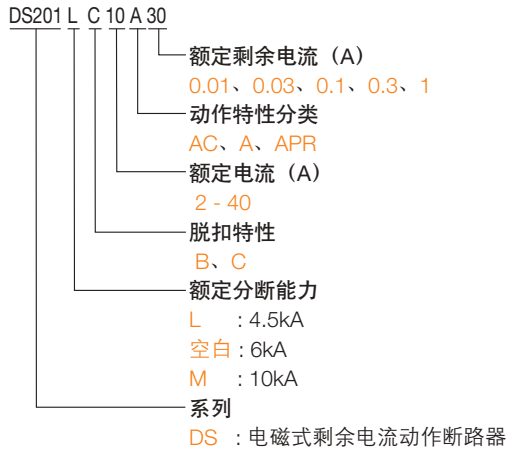 DS201 L C 10 A 30
额定剩余电流（A）
0.01、0.03、0.1、0.3、1
动作特性分类
AC、A、APR
额定电流（A）
2 - 40
脱扣特性
B、C
额定分断能力
L : 4.5kA
空白 : 6kA
M : 10kA
系列
DS : 电磁式剩余电流动作断路器